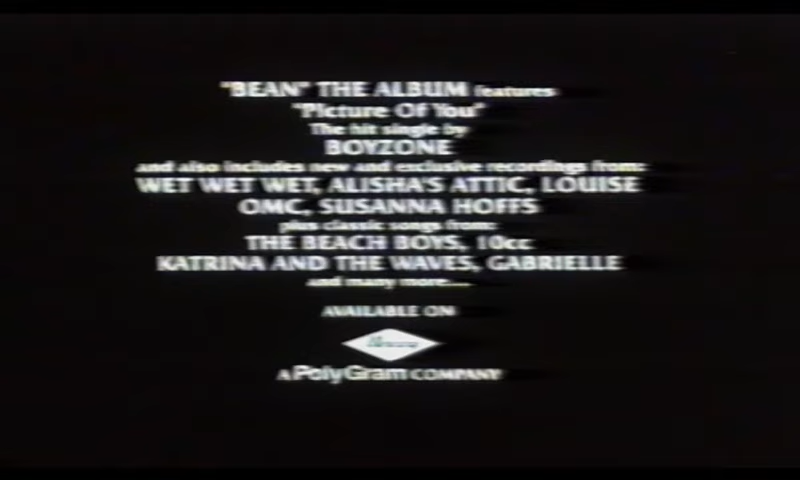 "BEAN" THE ALBUM features
"Picture Of You"
The hit single by
BOYZONE
and also includes new and exclusive recordings from:
WET WET WET, ALISHA'S ATTIC, LOUISE
OMC, SUSANNA HOFFS
plus classic songs from:
THE BEACH BOYS, 10cc
KATRINA AND THE WAVES, GABRIELLE
and many more....
AVAILABLE ON
A PolyGram COMPANY